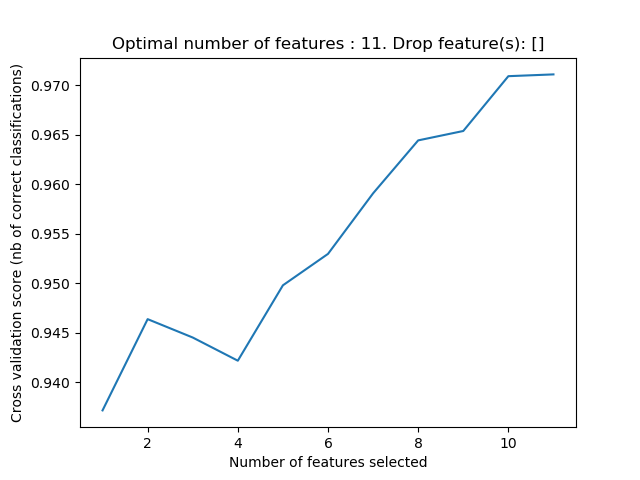 Optimal number of features : 11. Drop feature(s): []
Cross validation score (nb of correct classifications)
0.970
0.965
0.960
0.955
0.950
0.945
0.940
2 4 6 8 10
Number of features selected